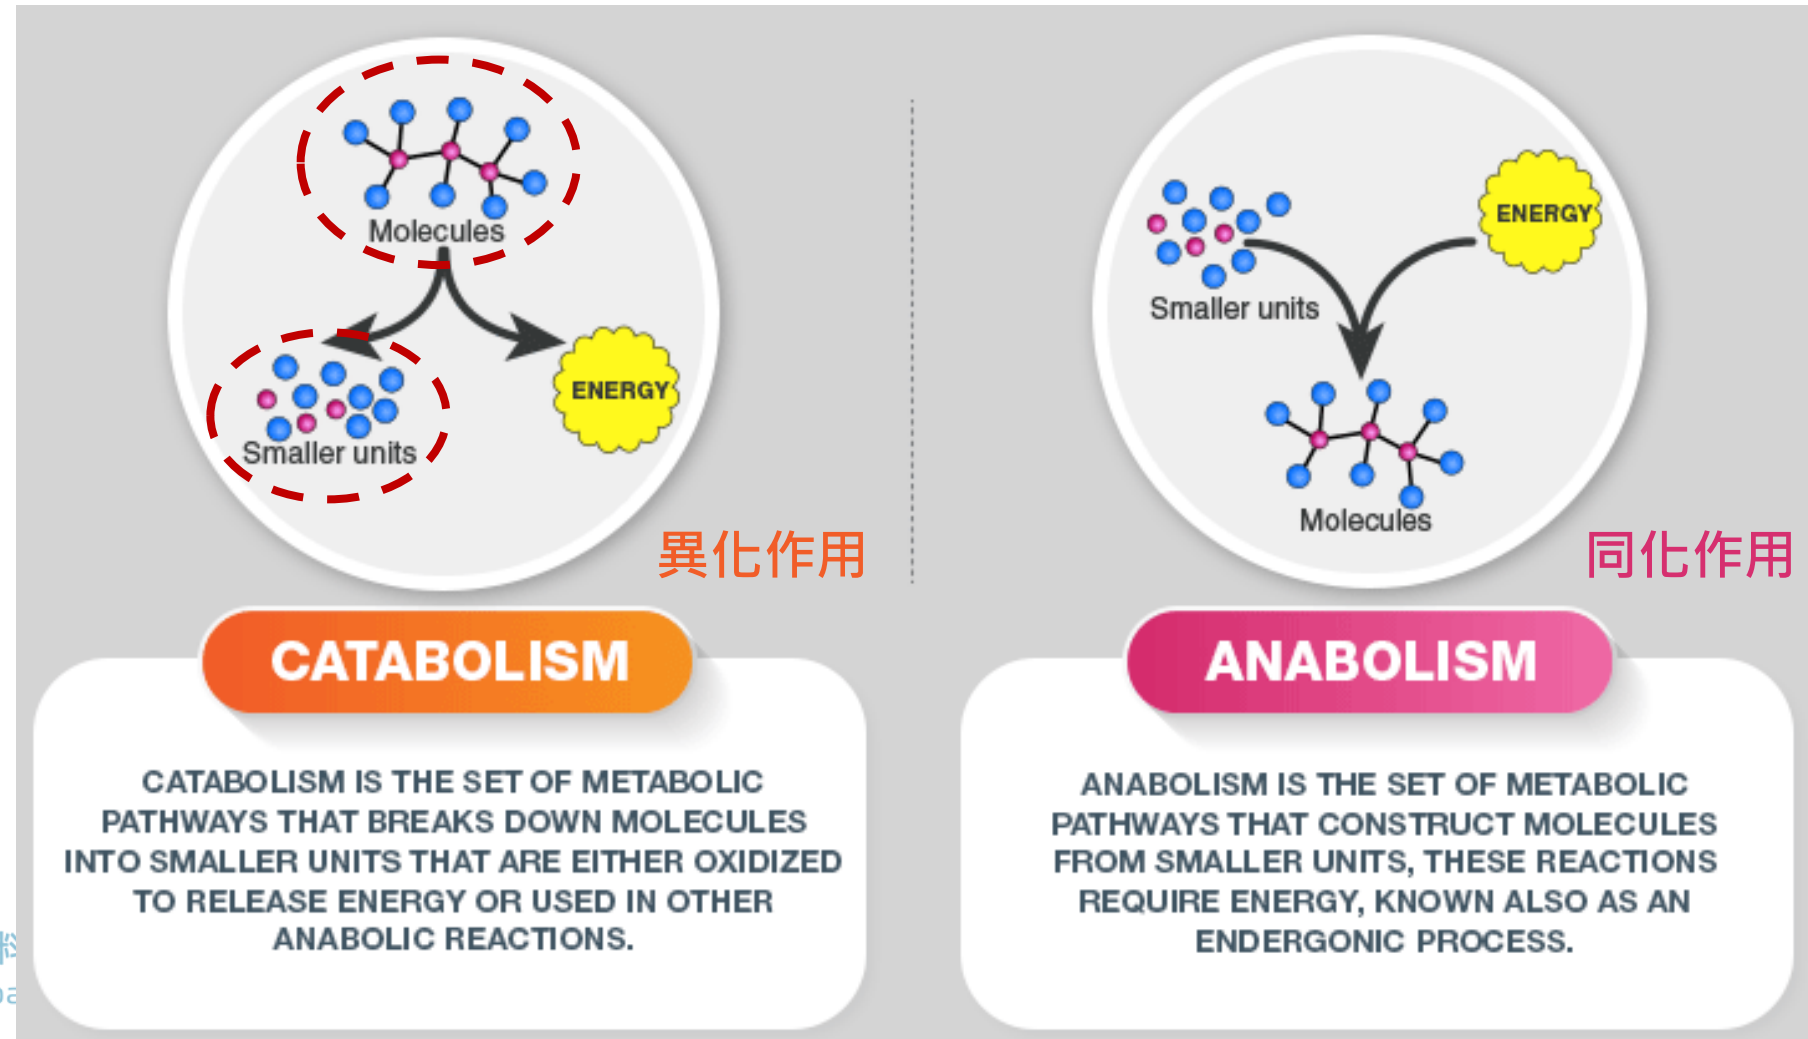 Molecules
Smaller units
ENERGY
異化作用
CATABOLISM
CATABOLISM IS THE SET OF METABOLIC
PATHWAYS THAT BREAKS DOWN MOLECULES
INTO SMALLER UNITS THAT ARE EITHER OXIDIZED
TO RELEASE ENERGY OR USED IN OTHER
ANABOLIC REACTIONS.
Smaller units
ENERGY
Molecules
同化作用
ANABOLISM
ANABOLISM IS THE SET OF METABOLIC
PATHWAYS THAT CONSTRUCT MOLECULES
FROM SMALLER UNITS, THESE REACTIONS
REQUIRE ENERGY, KNOWN ALSO AS AN
ENDERGONIC PROCESS.